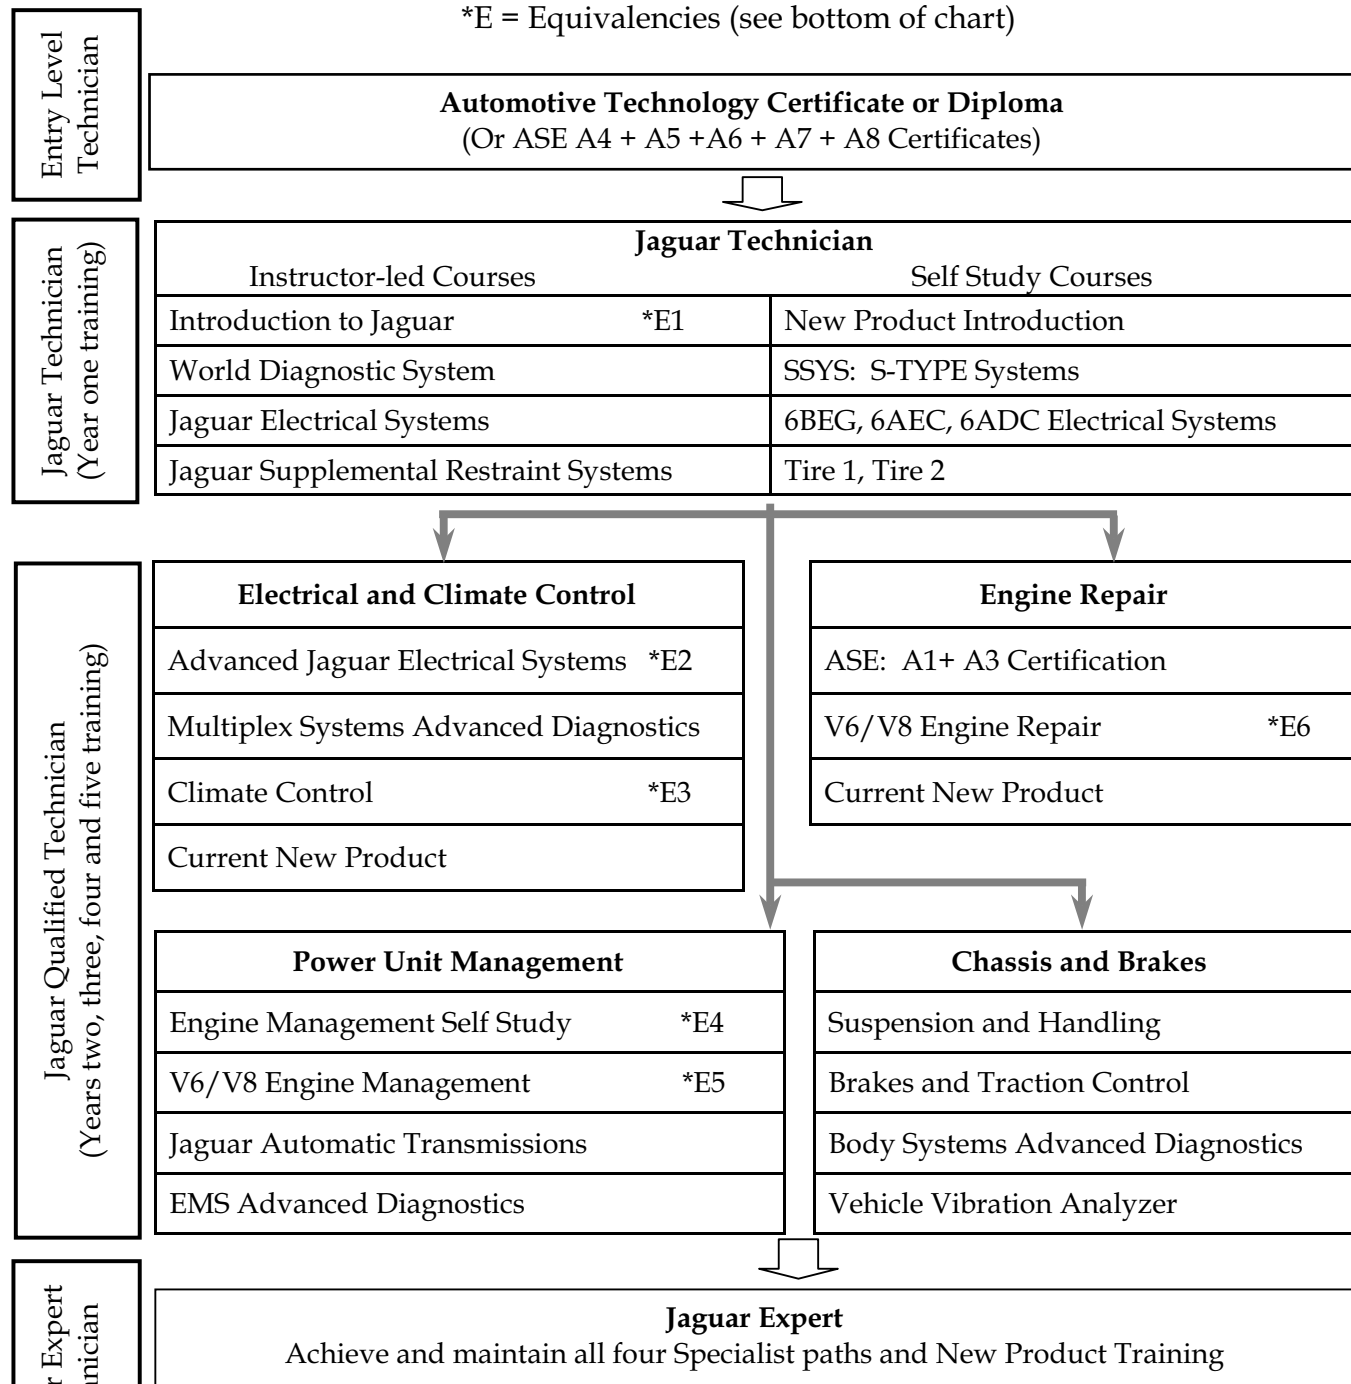 *E = Equivalencies (see bottom of chart)
Entry Level
Technician
Automotive Technology Certificate or Diploma
(Or ASE A4 + A5 +A6 + A7 + A8 Certificates)
Jaguar Technician
(Year one training)
Jaguar Technician
Instructor-led Courses
Self Study Courses
Introduction to Jaguar *E1
New Product Introduction
World Diagnostic System
SSYS: S-TYPE Systems
Jaguar Electrical Systems
6BEG, 6AEC, 6ADC Electrical Systems
Jaguar Supplemental Restraint Systems
Tire 1, Tire 2
Jaguar Qualified Technician
(Years two, three, four and five training)
Electrical and Climate Control
Advanced Jaguar Electrical Systems *E2
Multiplex Systems Advanced Diagnostics
Climate Control *E3
Current New Product
Engine Repair
ASE: A1+ A3 Certification
V6/V8 Engine Repair *E6
Current New Product
Power Unit Management
Engine Management Self Study *E4
V6/V8 Engine Management *E5
Jaguar Automatic Transmissions
EMS Advanced Diagnostics
Chassis and Brakes
Suspension and Handling
Brakes and Traction Control
Body Systems Advanced Diagnostics
Vehicle Vibration Analyzer
Expert
Jaguar Expert
Achieve and maintain all four Specialist paths and New Product Training